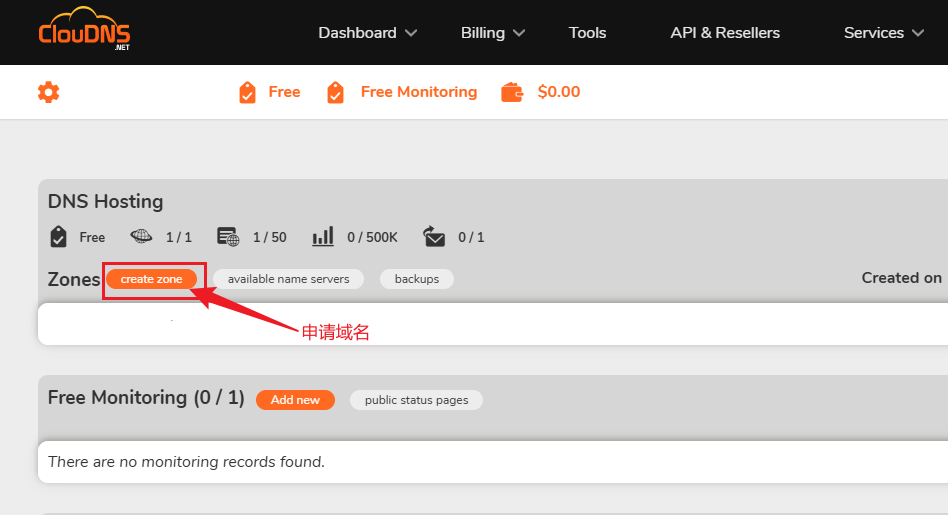 ClouDNS
.NET
Dashboard Billing Tools API & Resellers Services
Free Free Monitoring $0.00
DNS Hosting
Free 1 / 1 1 / 50 0 / 500K 0 / 1
Zones create zone available name servers backups Created on
申请域名
Free Monitoring (0 / 1) Add new public status pages
There are no monitoring records found.